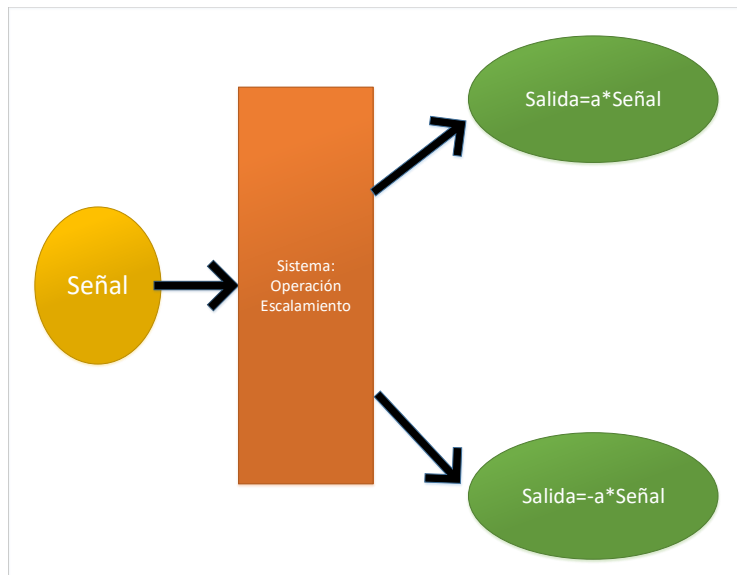 Señal
Sistema:
Operación
Escalamiento
Salida=a*Señal
Salida=-a*Señal